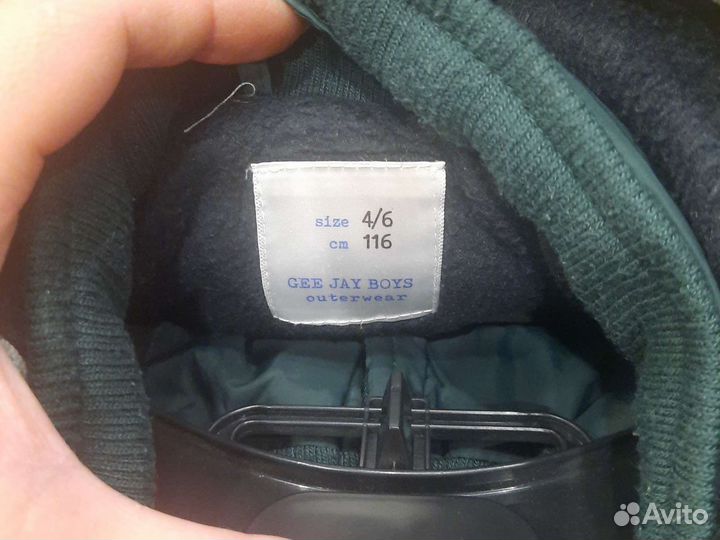 size 4/6
cm 116
GEE JAY BOYS
outerwear
Avito